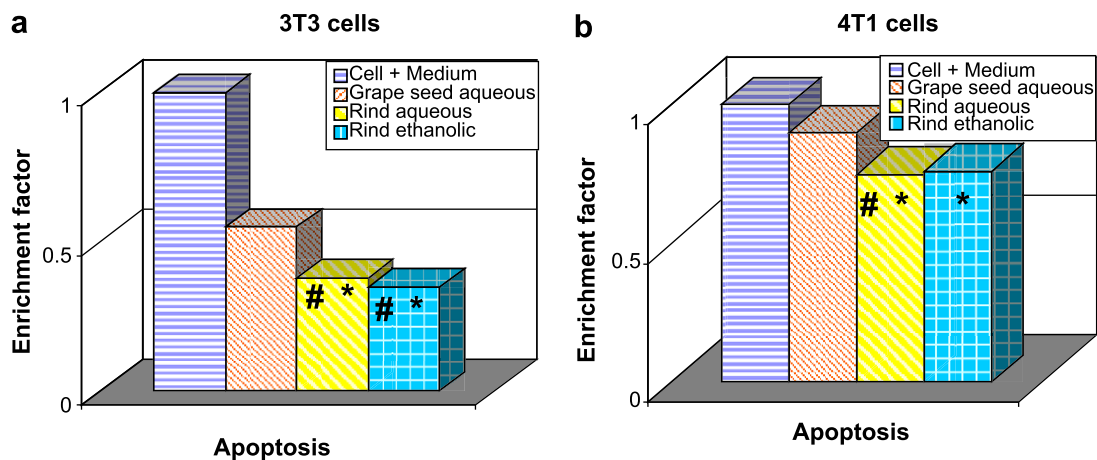 a
3T3 cells
Cell + Medium
Grape seed aqueous
Rind aqueous
Rind ethanolic
1
0.5
0
Enrichment factor
# *
# *
Apoptosis
b
4T1 cells
Cell + Medium
Grape seed aqueous
Rind aqueous
Rind ethanolic
1
0.5
0
Enrichment factor
# *
*
Apoptosis